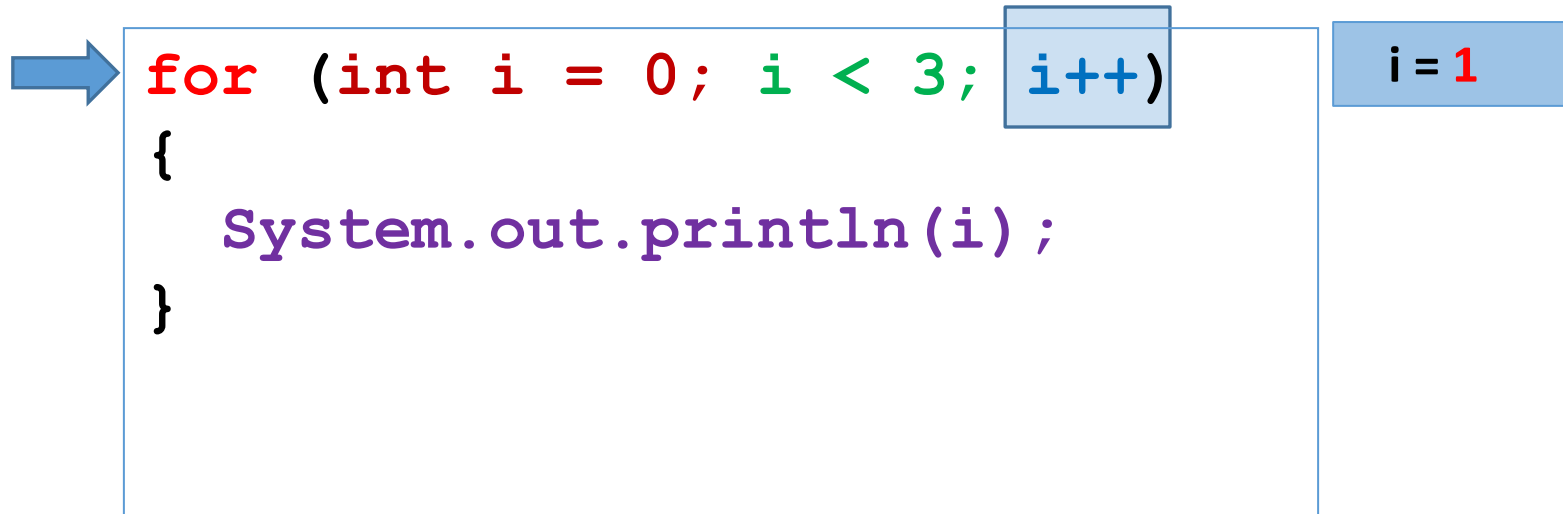 for (int i = 0; i < 3; i++)
i = 1
{
System.out.println(i);
}